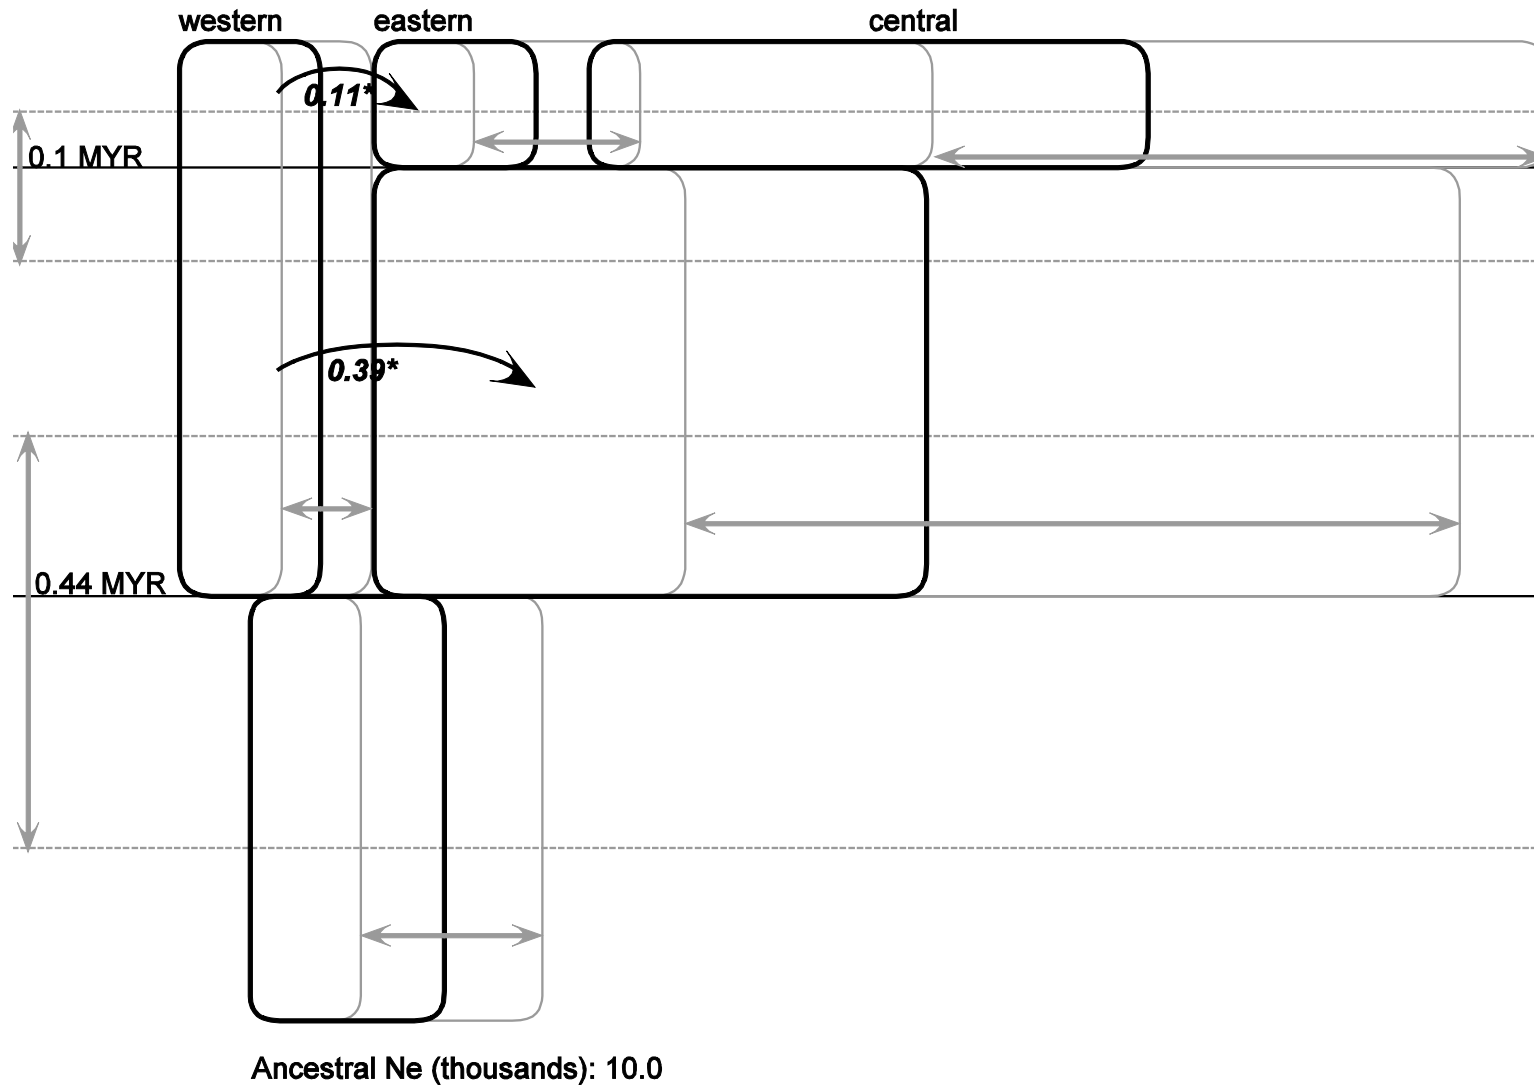 western eastern central
0.11*
0.1 MYR
0.39*
0.44 MYR
Ancestral Ne (thousands): 10.0